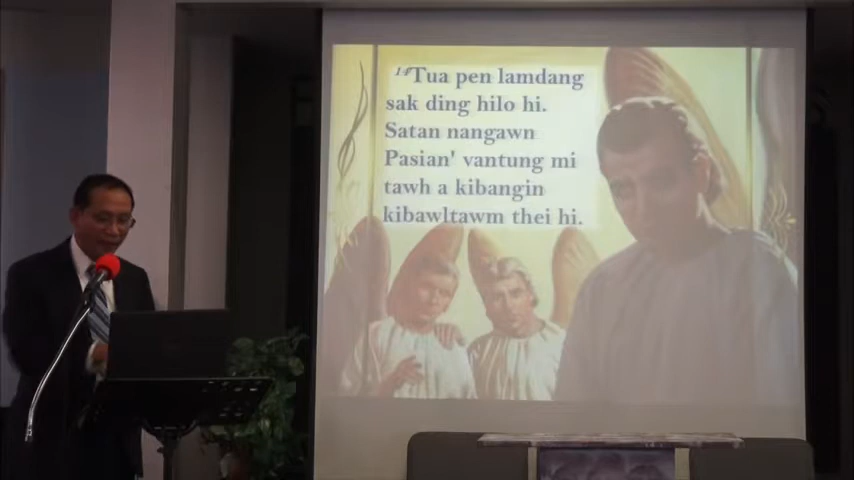 14Tua pen lamdang
sak ding hilo hi.
Satan nangawn
Pasian' vantung mi
tawh a kibangin
kibawltawm thei hi.